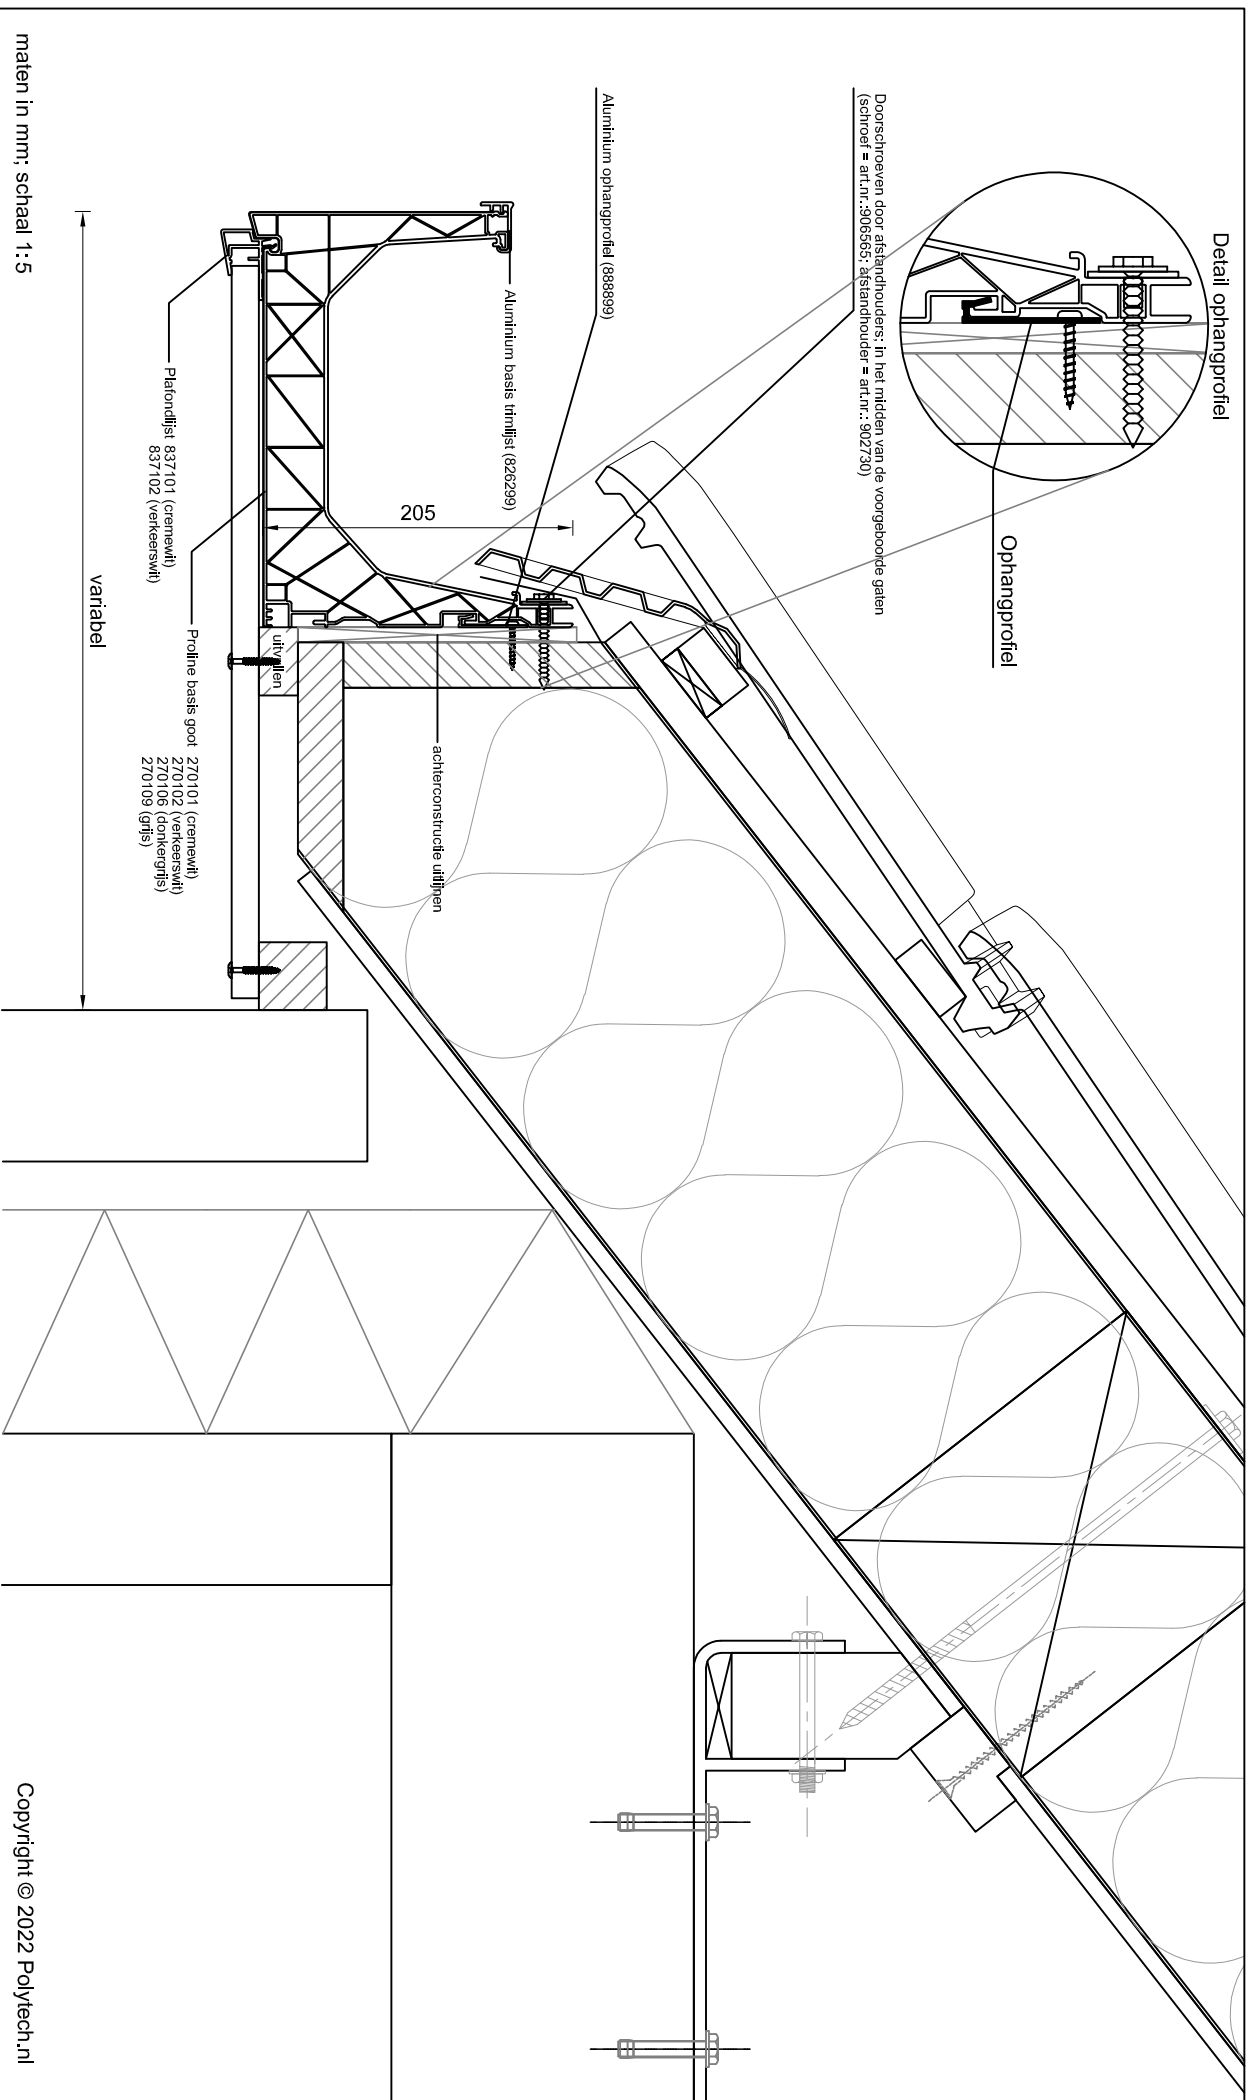 Detail ophangprofiel
Ophangprofiel
Doorschroeven door afstandhouders; in het midden van de voorgeboorde gaten
(schroef = art.nr.:906565; afstandhouder = art.nr.: 902730)
Aluminium ophangprofiel (888899)
Aluminium basis trimlijst (826299)
205
achterconstructie uitlijnen
uitvullen
Proline basis goot 270101 (cremewit)
270102 (verkeerswit)
270106 (donkergrijs)
270109 (grijs)
Plafondlijst 837101 (cremewit)
837102 (verkeerswit)
variabel
maten in mm; schaal 1:5
Copyright © 2022 Polytech.nl